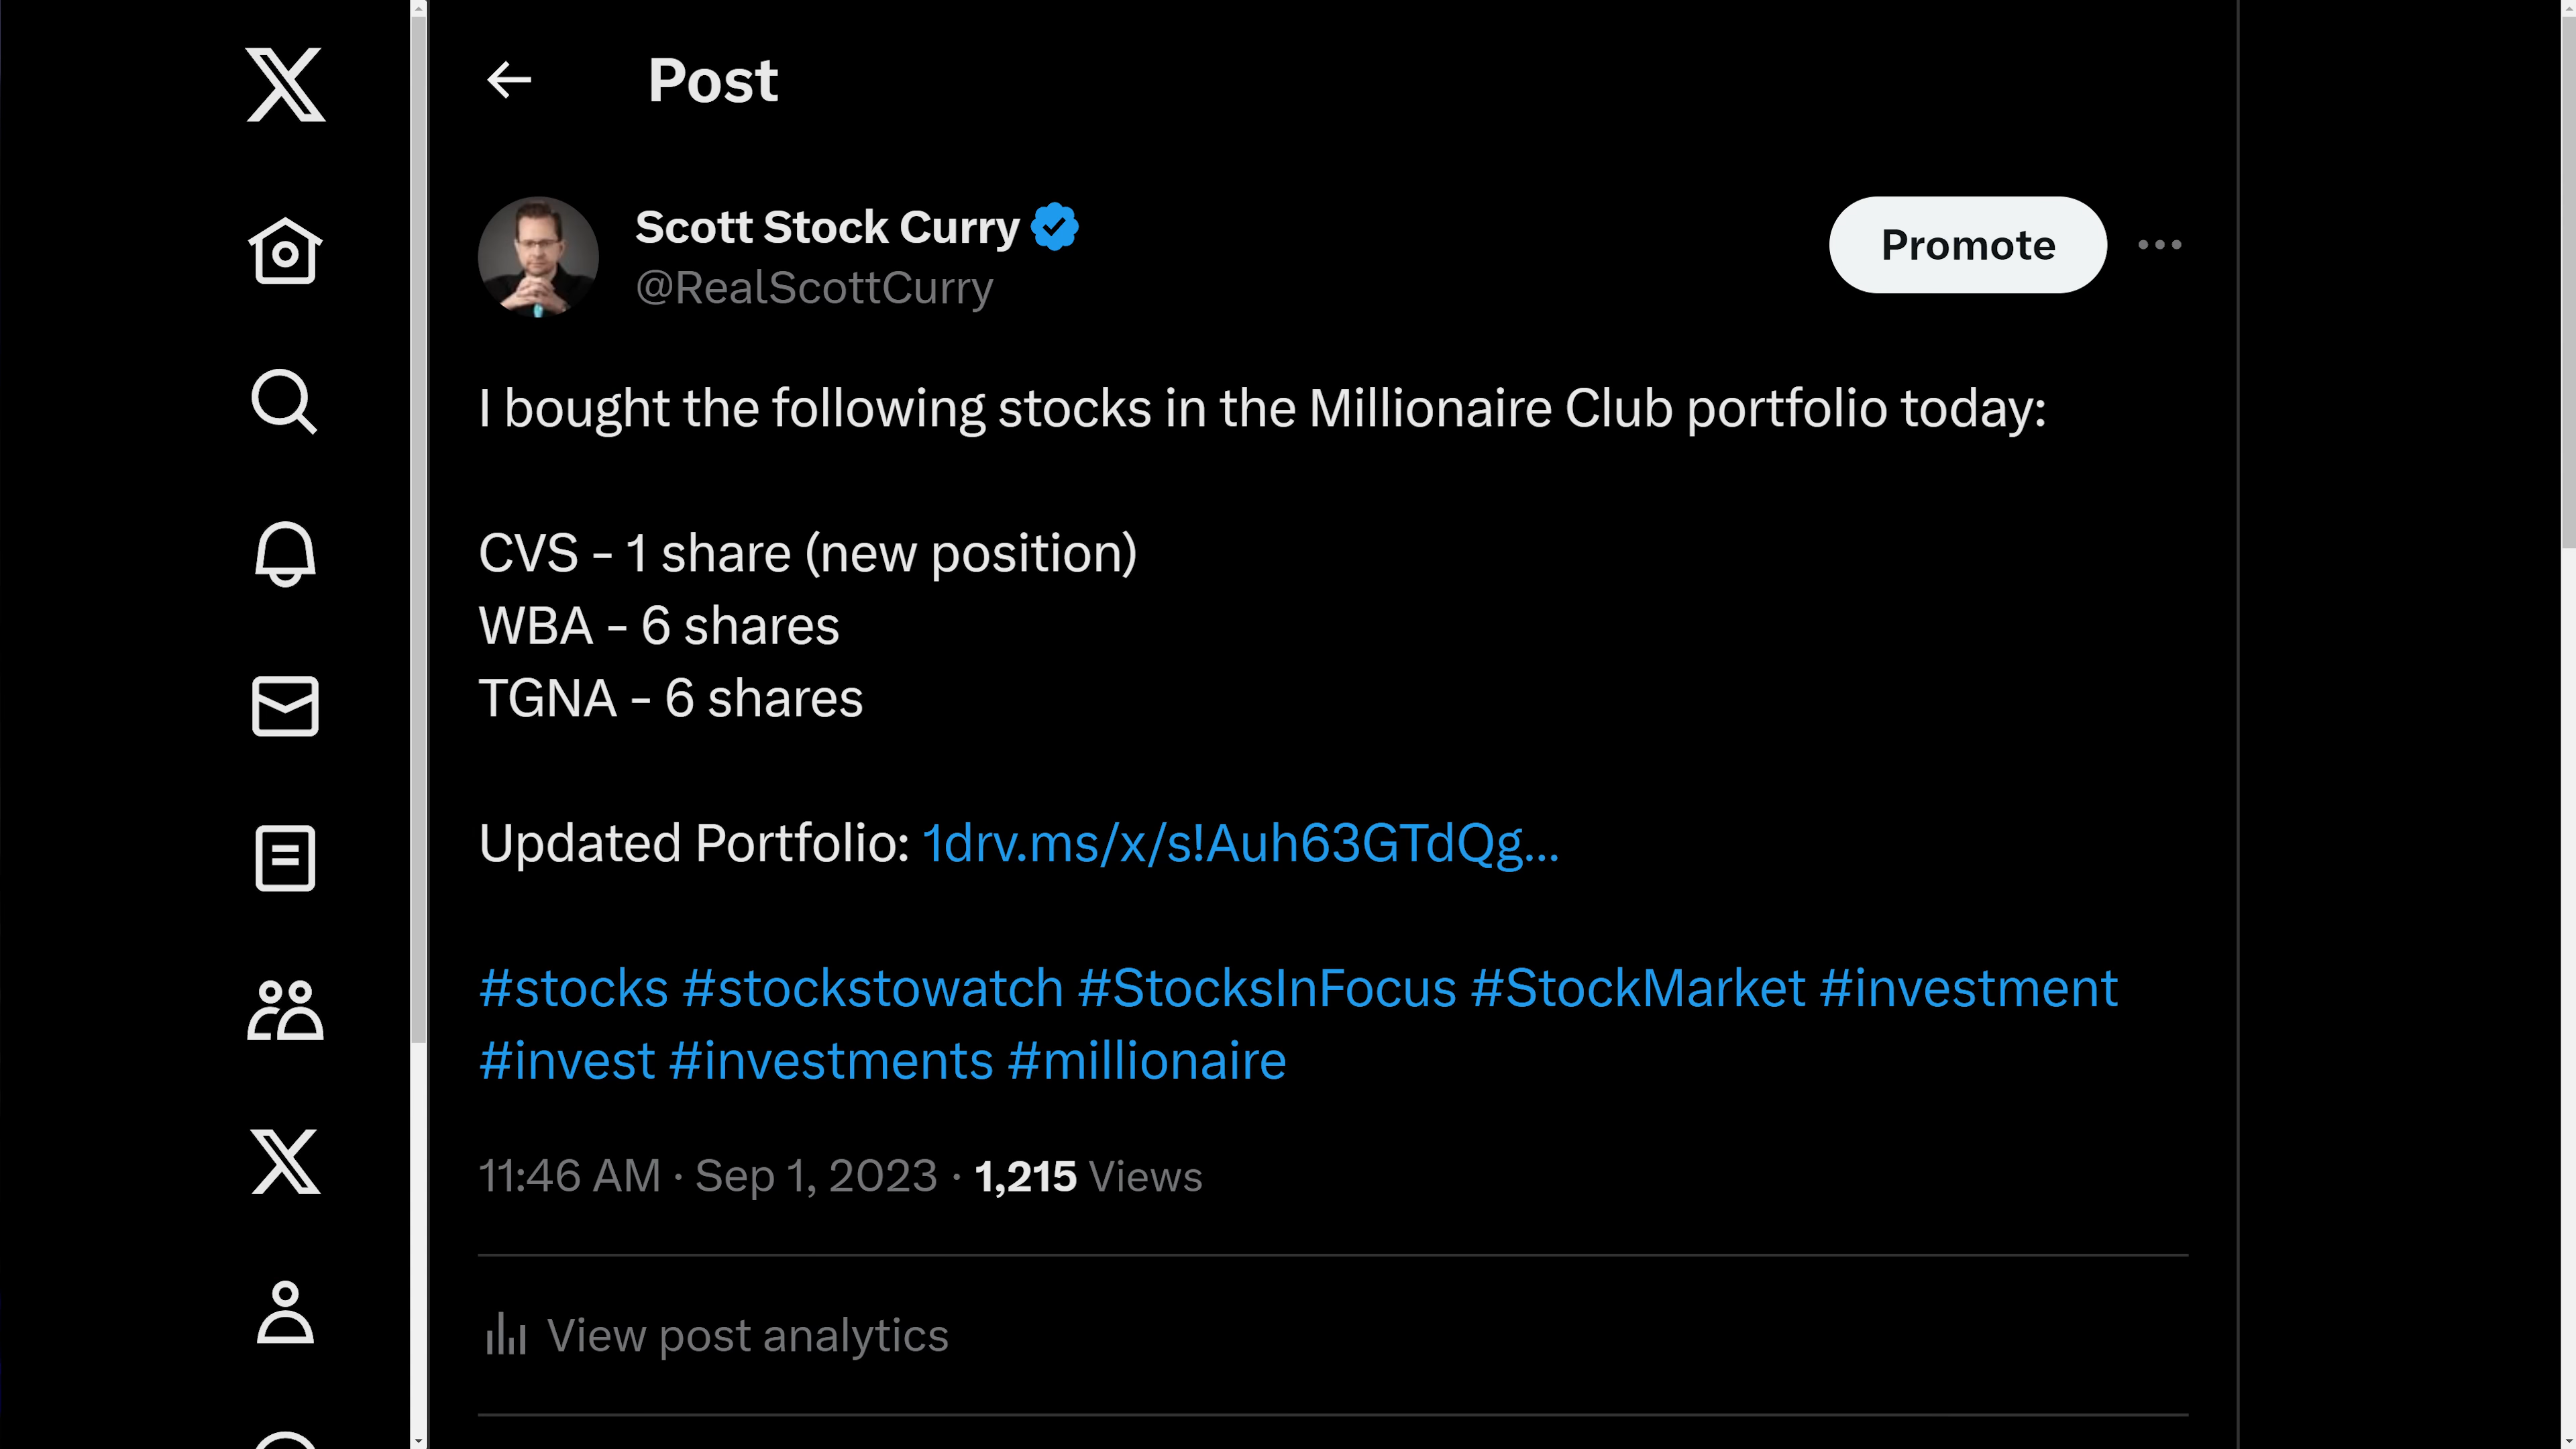 Post
Scott Stock Curry
Promote
@RealScottCurry
I bought the following stocks in the Millionaire Club portfolio today:
CVS - 1 share (new position)
WBA - 6 shares
TGNA - 6 shares
Updated Portfolio: 1drv.ms/x/s!Auh63GTdQg...
#stocks #stockstowatch #StocksInFocus #StockMarket #investment
#invest #investments #millionaire
11:46 AM · Sep 1, 2023 · 1,215 Views
View post analytics